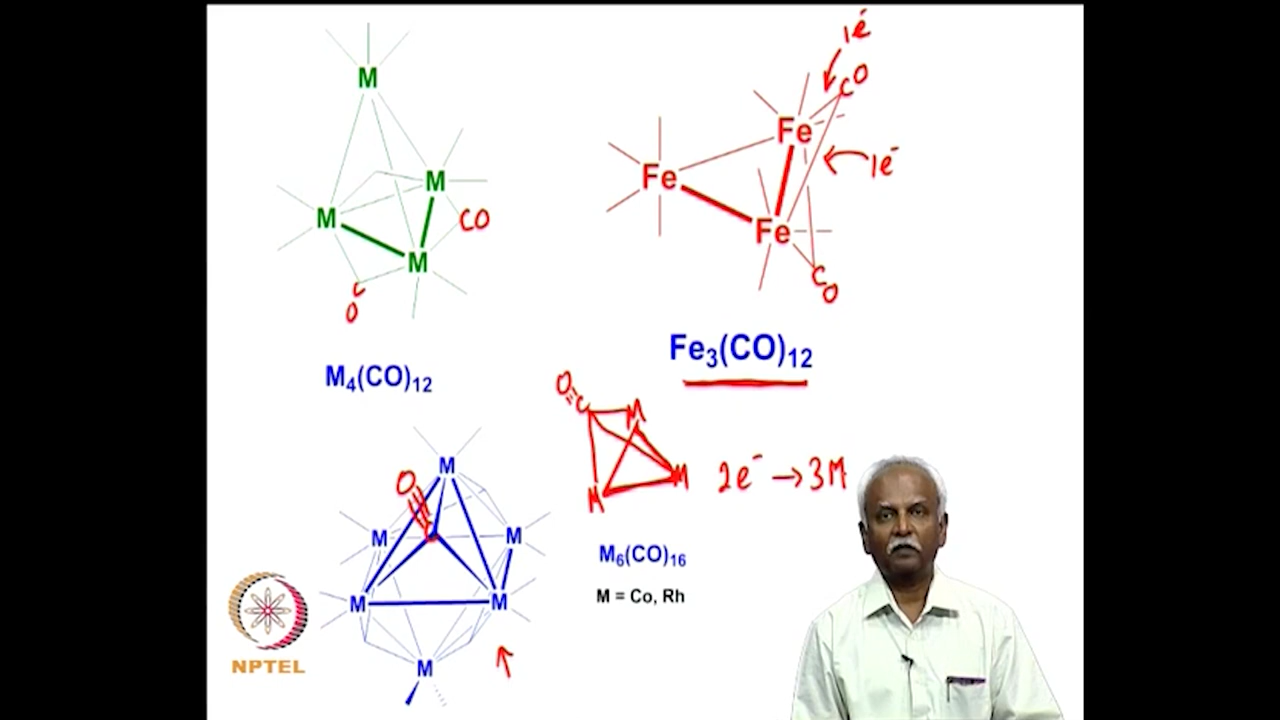 M
M
M
M
CO
C
O
M4(CO)12
1e⁻
CO
Fe
Fe
Fe
1e⁻
CO
Fe3(CO)12
O≡C
M
M
M
2e⁻ → 3M
M
O
C
M
M
M
M
M
M6(CO)16
M = Co, Rh
NPTEL